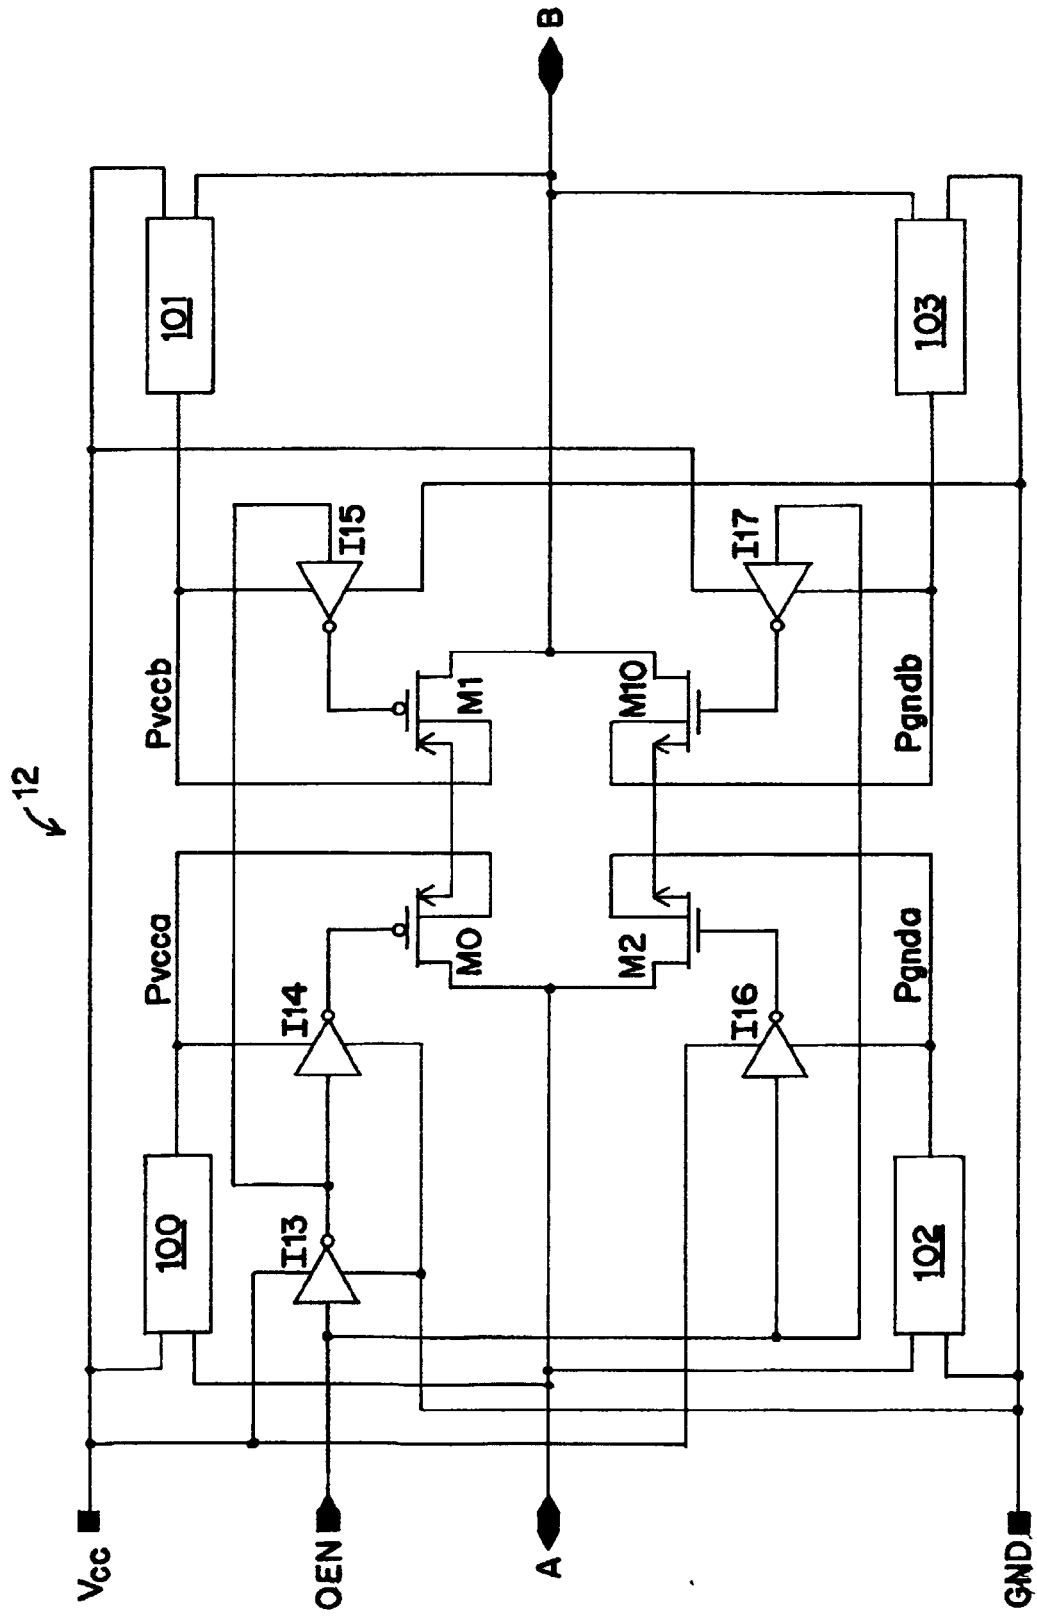 12
Vcc
OEN
A
GND
B
100
101
102
103
Pvcca
Pvccb
Pgnda
Pgndb
I13
I14
I15
I16
I17
M0
M1
M2
M10